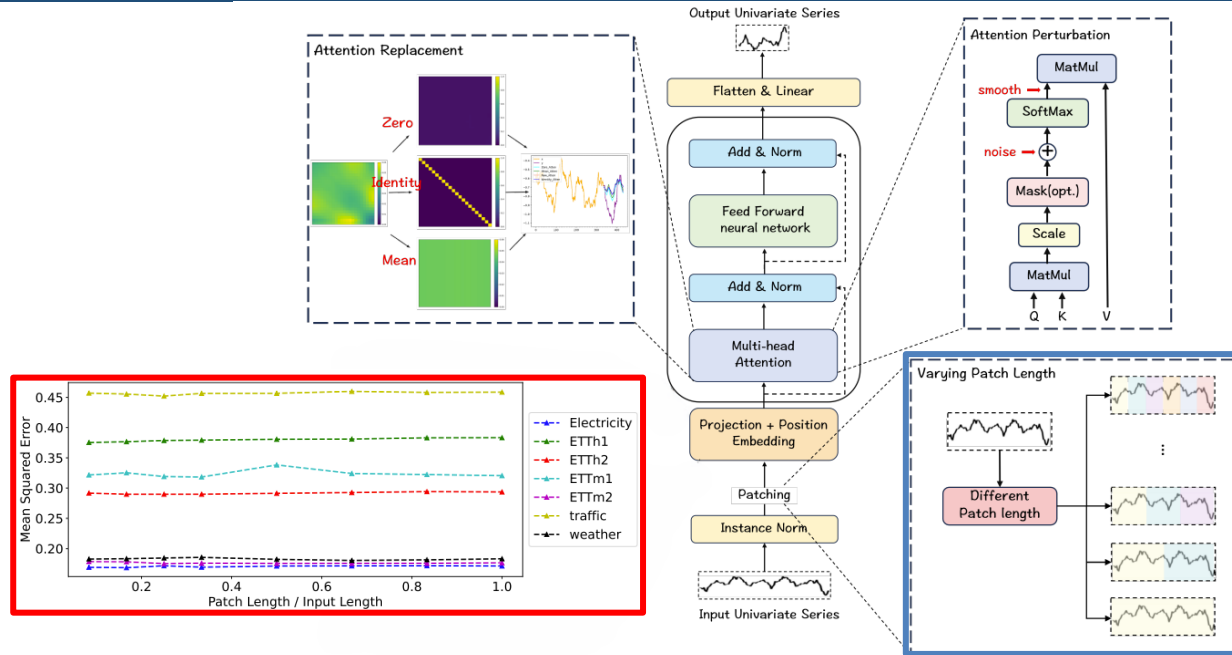 Output Univariate Series
Attention Replacement
Zero
Identity
Mean
Flatten & Linear
Add & Norm
Feed Forward
neural network
Add & Norm
Multi-head
Attention
Projection + Position
Embedding
Patching
Instance Norm
Input Univariate Series
Attention Perturbation
MatMul
smooth
SoftMax
noise
+
Mask(opt.)
Scale
MatMul
Q K V
Mean Squared Error
0.45
0.40
0.35
0.30
0.25
0.20
0.2 0.4 0.6 0.8 1.0
Patch Length / Input Length
Electricity
ETTh1
ETTh2
ETTm1
ETTm2
traffic
weather
Varying Patch Length
Different
Patch length
...